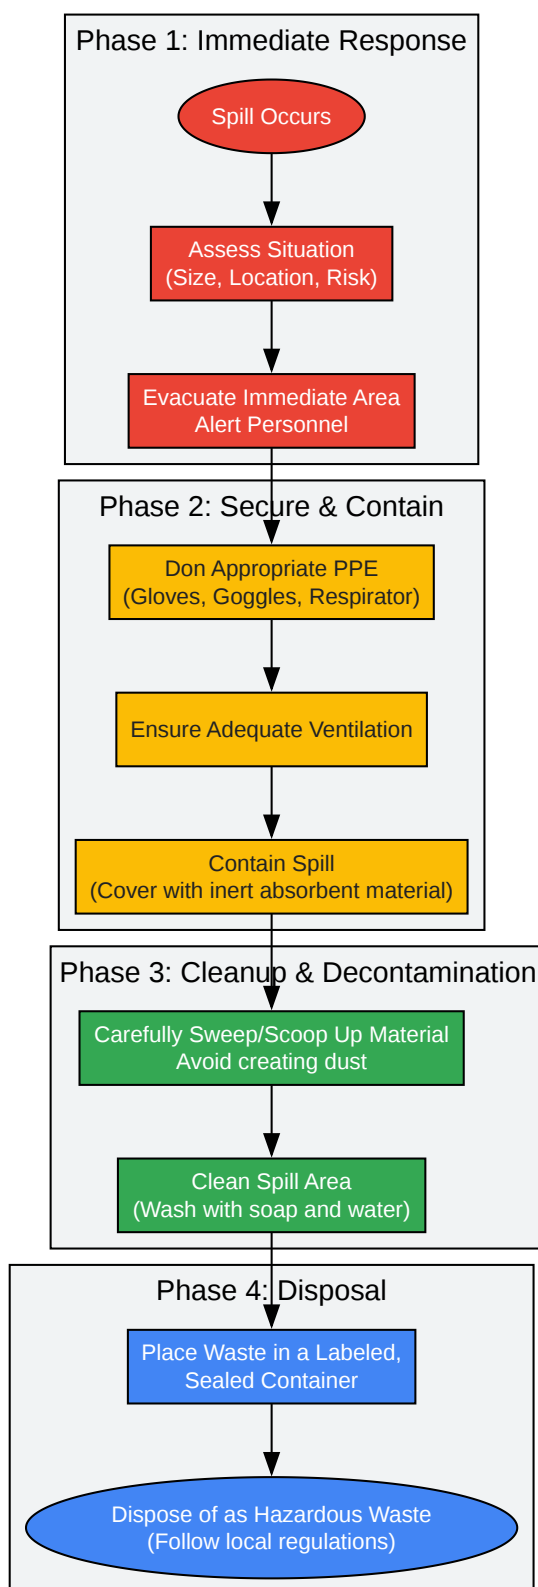 Phase 1: Immediate Response
Spill Occurs
Assess Situation
(Size, Location, Risk)
Evacuate Immediate Area
Alert Personnel
Phase 2: Secure & Contain
Don Appropriate PPE
(Gloves, Goggles, Respirator)
Ensure Adequate Ventilation
Contain Spill
(Cover with inert absorbent material)
Phase 3: Cleanup & Decontamination
Carefully Sweep/Scoop Up Material
Avoid creating dust
Clean Spill Area
(Wash with soap and water)
Phase 4: Disposal
Place Waste in a Labeled,
Sealed Container
Dispose of as Hazardous Waste
(Follow local regulations)